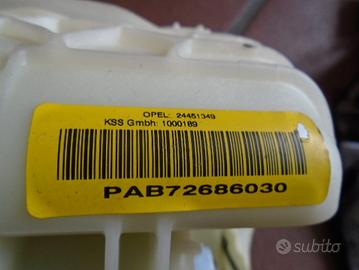 OPEL: 24451349
KSS Gmbh: 1000189
PAB72686030
subito